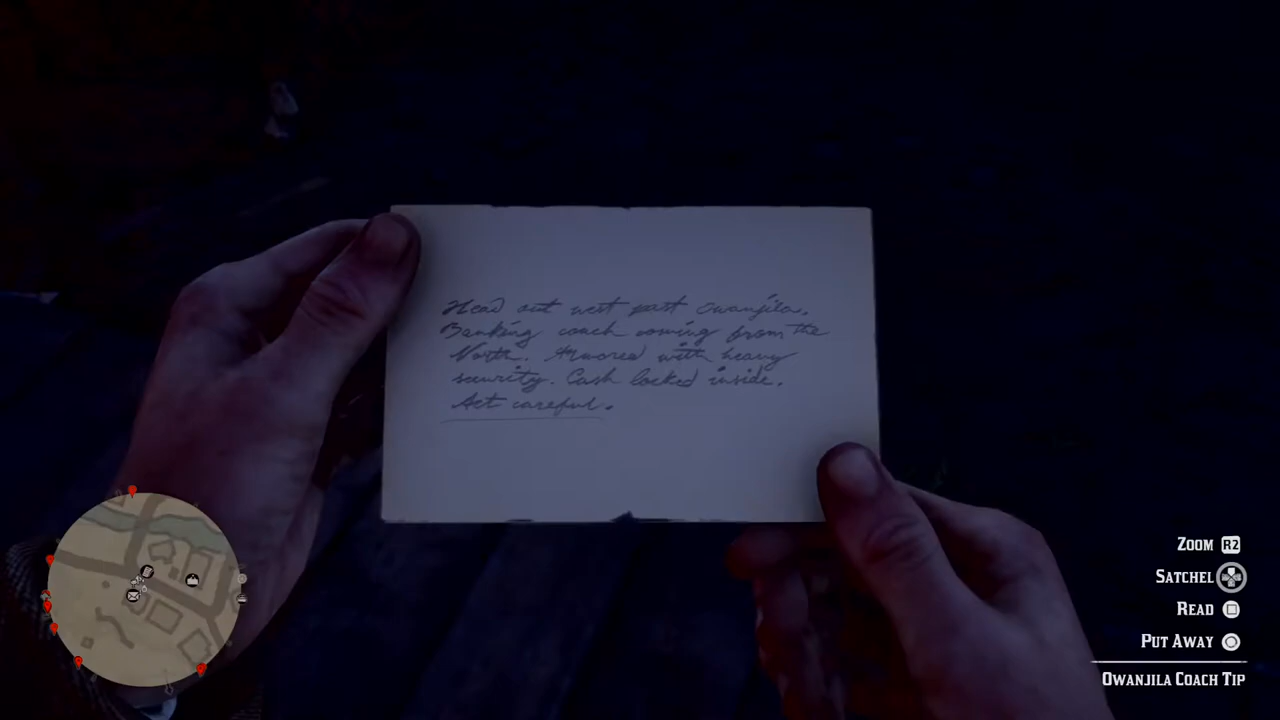 Head out west past Owanjila.
Banking coach coming from the
North. Armored with heavy
security. Cash locked inside.
Act careful.
ZOOM R2
SATCHEL
READ
PUT AWAY
OWANJILA COACH TIP